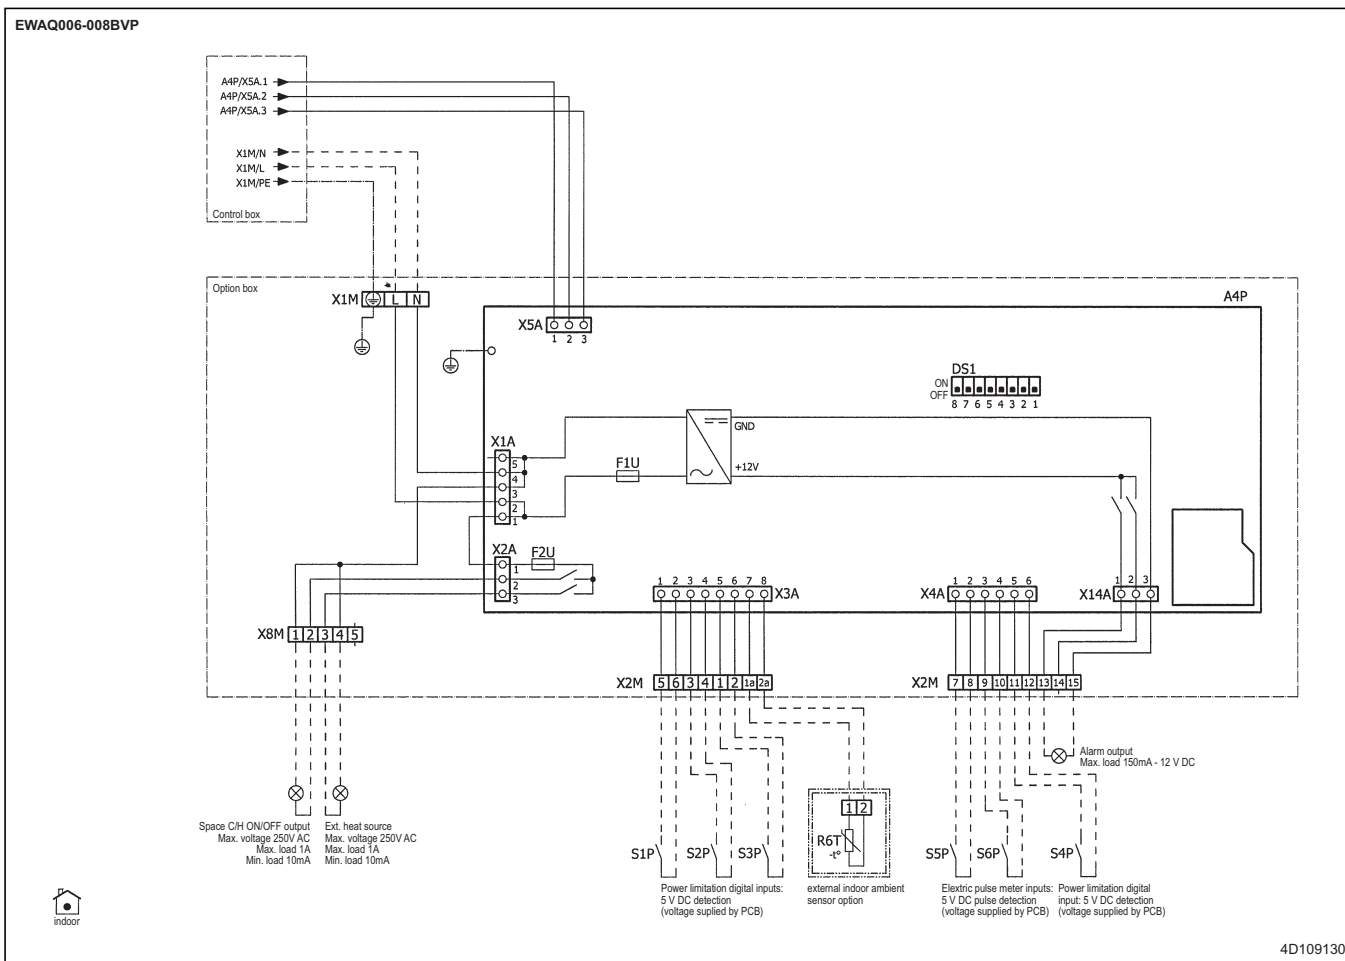 EWAQ006-008BVP
A4P/X5A.1
A4P/X5A.2
A4P/X5A.3
X1M/N
X1M/L
X1M/PE
Control box
Option box
X1M L N
A4P
X5A
1 2 3
DS1
ON
OFF
8 7 6 5 4 3 2 1
X1A
5
4
3
2
1
F1U
GND
+12V
X2A
1
2
3
F2U
1 2 3 4 5 6 7 8
X3A
1 2 3 4 5 6
X4A
1 2 3
X14A
X8M 1 2 3 4 5
X2M 5 6 3 4 1 2 1a 2a
X2M 7 8 9 10 11 12 13 14 15
Alarm output
Max. load 150mA - 12 V DC
Space C/H ON/OFF output
Max. voltage 250V AC
Max. load 1A
Min. load 10mA
Ext. heat source
Max. voltage 250V AC
Max. load 1A
Min. load 10mA
S1P
S2P
S3P
Power limitation digital inputs:
5 V DC detection
(voltage suplied by PCB)
1 2
R6T
-t°
external indoor ambient
sensor option
S5P
S6P
S4P
Elextric pulse meter inputs:
5 V DC pulse detection
(voltage supplied by PCB)
Power limitation digital
input: 5 V DC detection
(voltage supplied by PCB)
indoor
4D109130